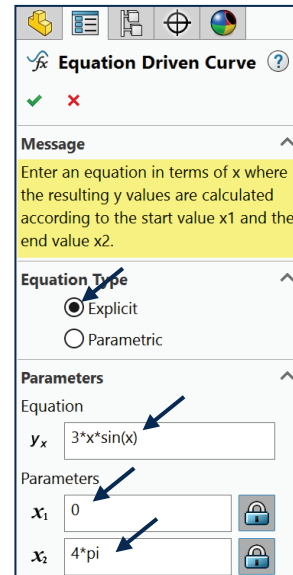 fx Equation Driven Curve ?
Message
Enter an equation in terms of x where
the resulting y values are calculated
according to the start value x1 and the
end value x2.
Equation Type
Explicit
Parametric
Parameters
Equation
yₓ 3*x*sin(x)
Parameters
x₁ 0
x₂ 4*pi